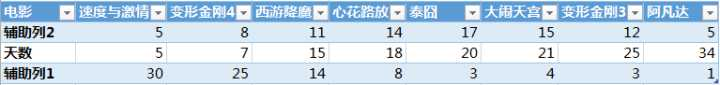 电影 速度与激情 变形金刚4 西游降魔 心花路放 泰囧 大闹天宫 变形金刚3 阿凡达
辅助列2 5 8 11 14 17 15 12 5
天数 5 7 15 18 20 21 25 34
辅助列1 30 25 14 8 3 4 3 1